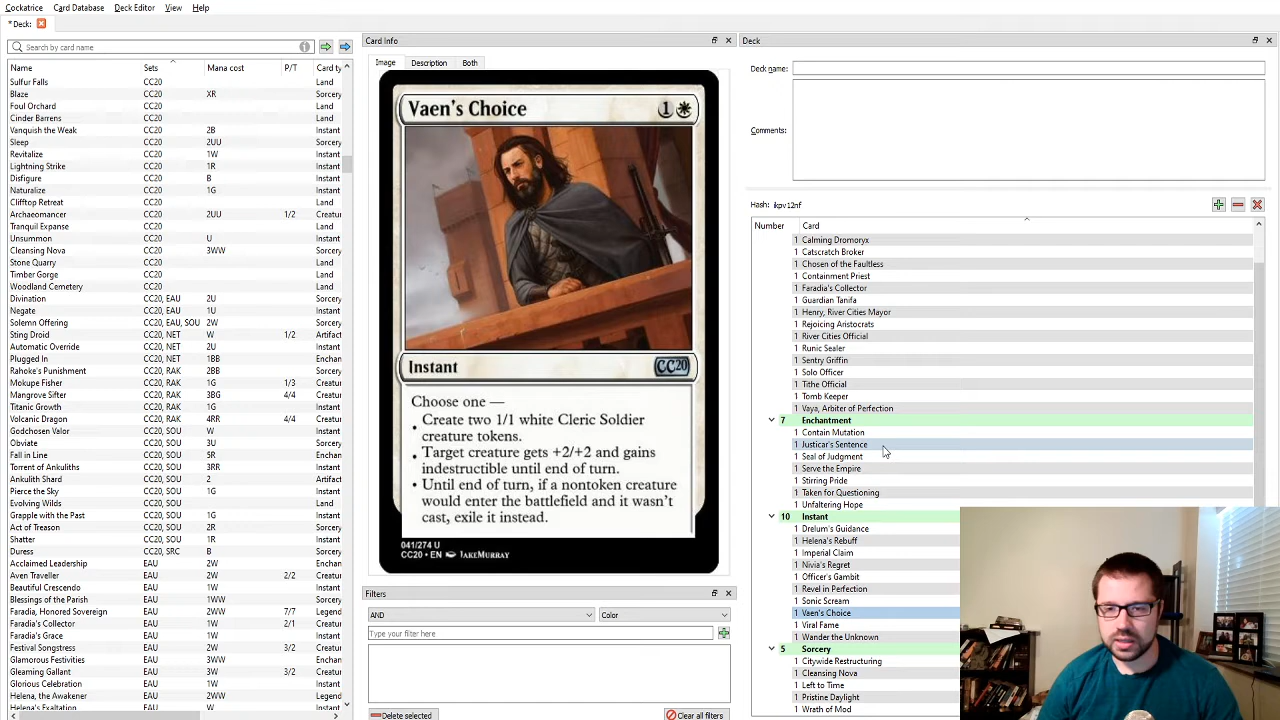 Cockatrice Card Database Deck Editor View Help
* Deck:
Search by card name
Name Sets Mana cost P/T Card ty
Sulfur Falls CC20 Land
Blaze CC20 XR Sorcery
Foul Orchard CC20 Land
Cinder Barrens CC20 Land
Vanquish the Weak CC20 2B Instant
Sleep CC20 2UU Sorcery
Revitalize CC20 1W Instant
Lightning Strike CC20 1R Instant
Disfigure CC20 B Instant
Naturalize CC20 1G Instant
Clifftop Retreat CC20 Land
Archaeomancer CC20 2UU 1/2 Creatur
Tranquil Expanse CC20 Land
Unsummon CC20 U Instant
Cleansing Nova CC20 3WW Sorcery
Stone Quarry CC20 Land
Timber Gorge CC20 Land
Woodland Cemetery CC20 Land
Divination CC20, EAU 2U Sorcery
Negate CC20, EAU 1U Instant
Solemn Offering CC20, EAU, SOU 2W Sorcery
Sting Droid CC20, NET W 1/2 Artifact
Automatic Override CC20, NET 2U Instant
Plugged In CC20, NET 1BB Enchan
Rahoke's Punishment CC20, RAK 2BB Sorcery
Mokupe Fisher CC20, RAK 1G 1/3 Creatur
Mangrove Sifter CC20, RAK 3BG 4/4 Creatur
Titanic Growth CC20, RAK 1G Instant
Volcanic Dragon CC20, RAK 4RR 4/4 Creatur
Godchosen Valor CC20, SOU W Instant
Obviate CC20, SOU 3U Sorcery
Fall in Line CC20, SOU 5R Sorcery
Torrent of Ankuliths CC20, SOU 3RR Sorcery
Ankulith Shard CC20, SOU 2 Artifact
Pierce the Sky CC20, SOU 1G Instant
Evolving Wilds CC20, SOU Land
Grapple with the Past CC20, SOU 1G Instant
Act of Treason CC20, SOU 2R Sorcery
Shatter CC20, SOU 1R Instant
Duress CC20, SRC B Sorcery
Acclaimed Leadership EAU 2W Enchan
Aven Traveller EAU 2W 2/2 Creatur
Beautiful Crescendo EAU 1W Instant
Blessings of the Parish EAU 1WW Instant
Faradia, Honored Sovereign EAU 2W 7/7 Legend
Faradia's Collector EAU 1W 2/1 Creatur
Faradia's Grace EAU 1W Instant
Festival Songstress EAU 2W 3/2 Creatur
Glamorous Festivities EAU 3WW Enchan
Gleaming Gallant EAU 3W 3/2 Creatur
Glorious Celebration EAU 1W Instant
Helena, the Awakener EAU 2WW Legend
Helena's Exaltation EAU 2W Enchan
Card Info
Image Description Both
Vaen's Choice 1
Instant CC20
Choose one —
• Create two 1/1 white Cleric Soldier
creature tokens.
• Target creature gets +2/+2 and gains
indestructible until end of turn.
• Until end of turn, if a nontoken creature
would enter the battlefield and it wasn't
cast, exile it instead.
041/274 U
CC20 • EN JAKEMURRAY
Filters
AND Color
Type your filter here
Delete selected Clear all filters
Deck
Deck name:
Comments:
Hash: ikpv12nf
Number Card
1 Calming Dromoryx
1 Catscratch Broker
1 Chosen of the Faultless
1 Containment Priest
1 Faradia's Collector
1 Guardian Tanifa
1 Henry, River Cities Mayor
1 Rejoicing Aristocrats
1 River Cities Official
1 Runic Sealer
1 Sentry Griffin
1 Solo Officer
1 Tithe Official
1 Tomb Keeper
1 Vaya, Arbiter of Perfection
7 Enchantment
1 Contain Mutation
1 Justicar's Sentence
1 Seal of Judgment
1 Serve the Empire
1 Stirring Pride
1 Taken for Questioning
1 Unfaltering Hope
10 Instant
1 Drelum's Guidance
1 Helena's Rebuff
1 Imperial Claim
1 Nivia's Regret
1 Officer's Gambit
1 Revel in Perfection
1 Sonic Scream
1 Vaen's Choice
1 Viral Fame
1 Wander the Unknown
5 Sorcery
1 Citywide Restructuring
1 Cleansing Nova
1 Left to Time
1 Pristine Daylight
1 Wrath of Mod